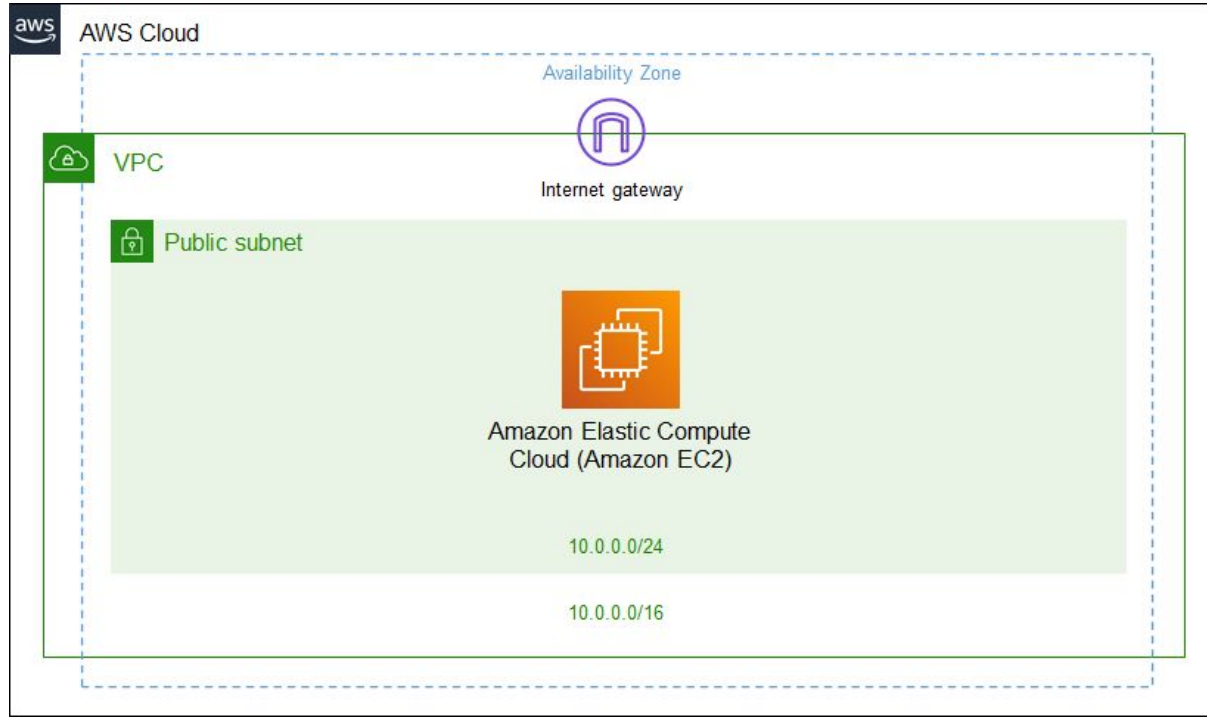 aws
AWS Cloud
Availability Zone
VPC
Internet gateway
Public subnet
Amazon Elastic Compute
Cloud (Amazon EC2)
10.0.0.0/24
10.0.0.0/16